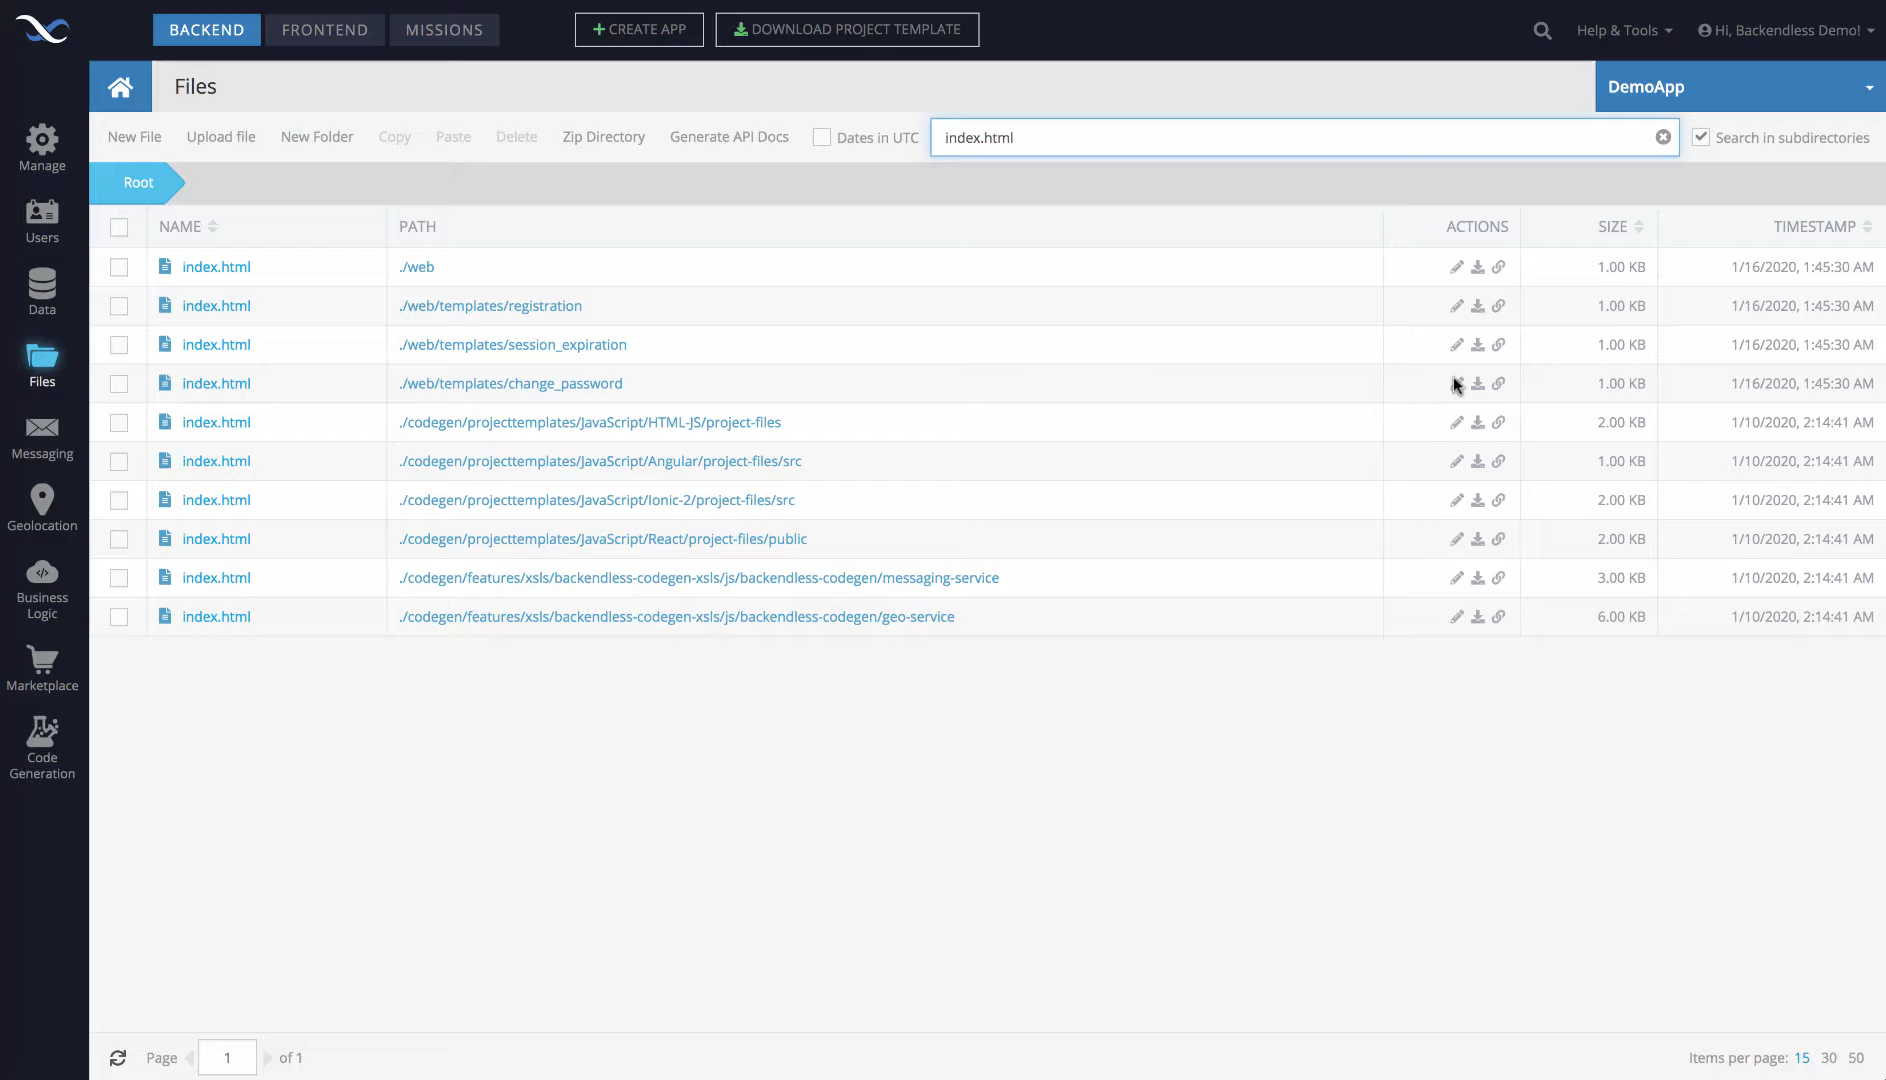 BACKEND FRONTEND MISSIONS CREATE APP DOWNLOAD PROJECT TEMPLATE Help & Tools Hi, Backendless Demo!
Files DemoApp
New File Upload file New Folder Copy Paste Delete Zip Directory Generate API Docs Dates in UTC index.html Search in subdirectories
Root
NAME PATH ACTIONS SIZE TIMESTAMP
index.html ./web 1.00 KB 1/16/2020, 1:45:30 AM
index.html ./web/templates/registration 1.00 KB 1/16/2020, 1:45:30 AM
index.html ./web/templates/session_expiration 1.00 KB 1/16/2020, 1:45:30 AM
index.html ./web/templates/change_password 1.00 KB 1/16/2020, 1:45:30 AM
index.html ./codegen/projecttemplates/JavaScript/HTML-JS/project-files 2.00 KB 1/10/2020, 2:14:41 AM
index.html ./codegen/projecttemplates/JavaScript/Angular/project-files/src 1.00 KB 1/10/2020, 2:14:41 AM
index.html ./codegen/projecttemplates/JavaScript/Ionic-2/project-files/src 2.00 KB 1/10/2020, 2:14:41 AM
index.html ./codegen/projecttemplates/JavaScript/React/project-files/public 2.00 KB 1/10/2020, 2:14:41 AM
index.html ./codegen/features/xsls/backendless-codegen-xsls/js/backendless-codegen/messaging-service 3.00 KB 1/10/2020, 2:14:41 AM
index.html ./codegen/features/xsls/backendless-codegen-xsls/js/backendless-codegen/geo-service 6.00 KB 1/10/2020, 2:14:41 AM
Manage
Users
Data
Files
Messaging
Geolocation
Business
Logic
Marketplace
Code
Generation
Page 1 of 1 Items per page: 15 30 50